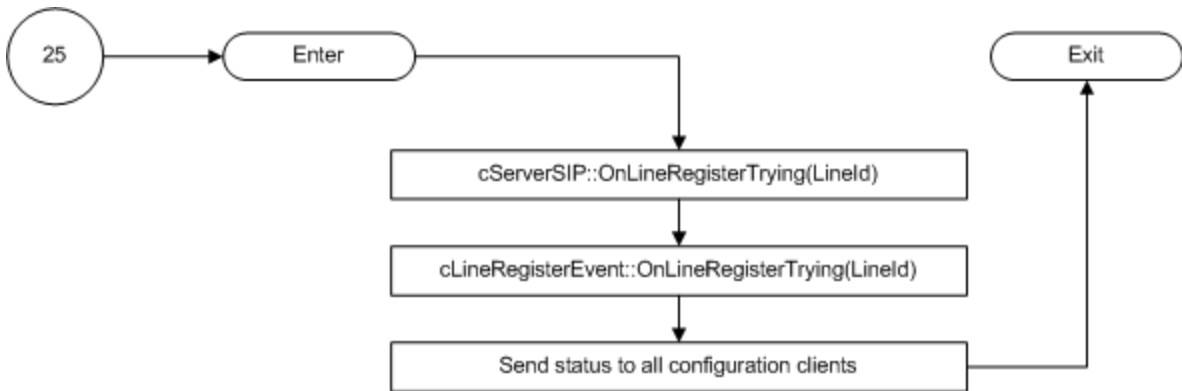 25
Enter
Exit
cServerSIP::OnLineRegisterTrying(LineId)
cLineRegisterEvent::OnLineRegisterTrying(LineId)
Send status to all configuration clients